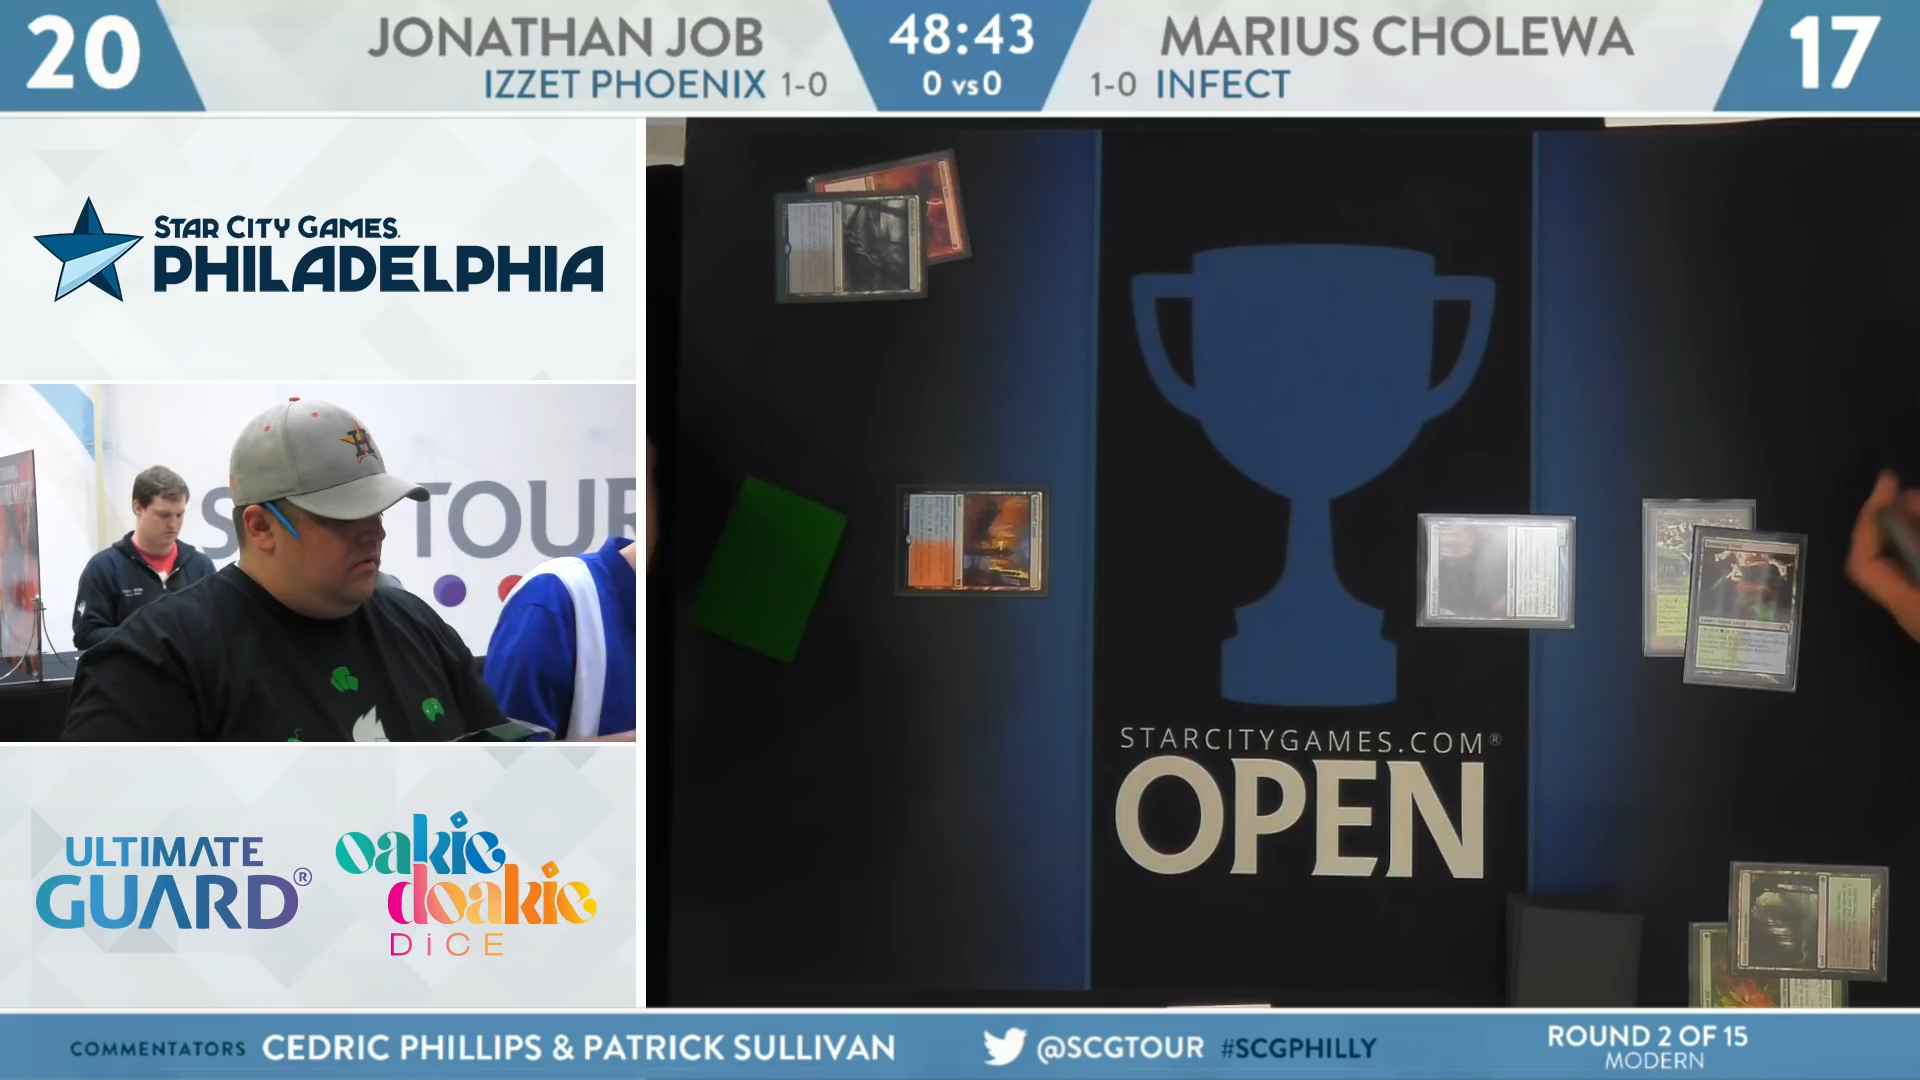 20
JONATHAN JOB
IZZET PHOENIX 1-0
48:43
0 vs 0
MARIUS CHOLEWA
1-0 INFECT
17
STAR CITY GAMES.
PHILADELPHIA
TOUR
H
ULTIMATE
GUARD®
oakie
doakie
DiCE
STARCITYGAMES.COM®
OPEN
COMMENTATORS CEDRIC PHILLIPS & PATRICK SULLIVAN
@SCGTOUR #SCGPHILLY
ROUND 2 OF 15
MODERN